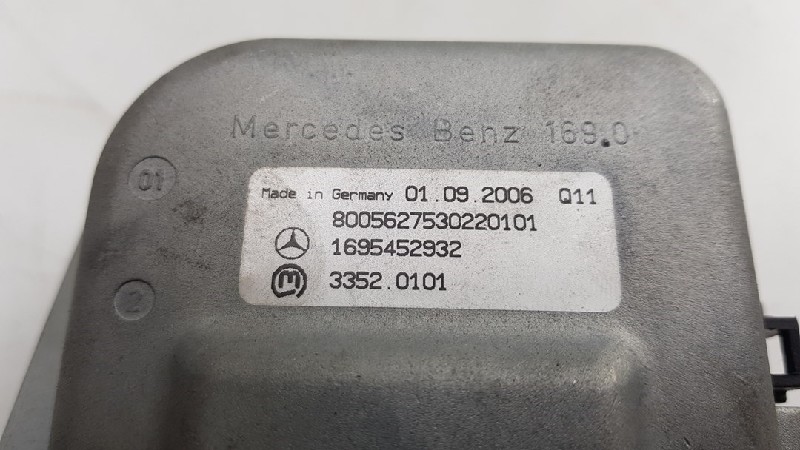 Mercedes Benz 169.0
01
Made in Germany 01.09.2006 Q11
8005627530220101
1695452932
m 3352.0101
2